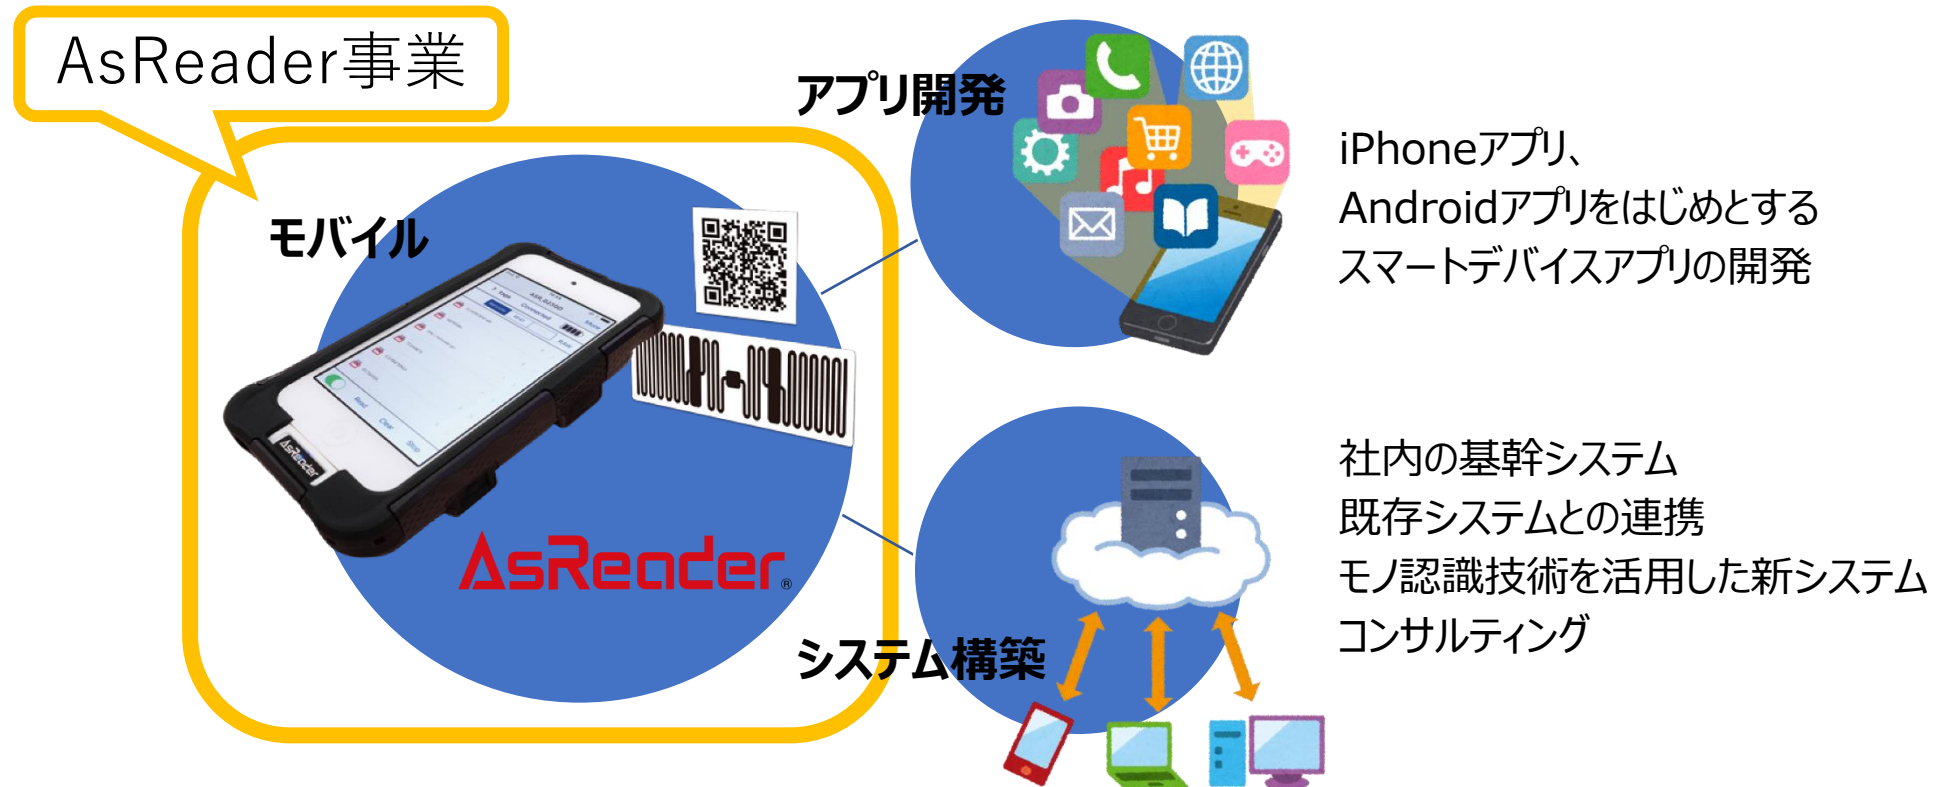 AsReader事業
モバイル
アプリ開発
iPhoneアプリ、
Androidアプリをはじめとする
スマートデバイスアプリの開発
AsReader
AsReader®
システム構築
社内の基幹システム
既存システムとの連携
モノ認識技術を活用した新システム
コンサルティング
Connected
Read
Clear
Stop